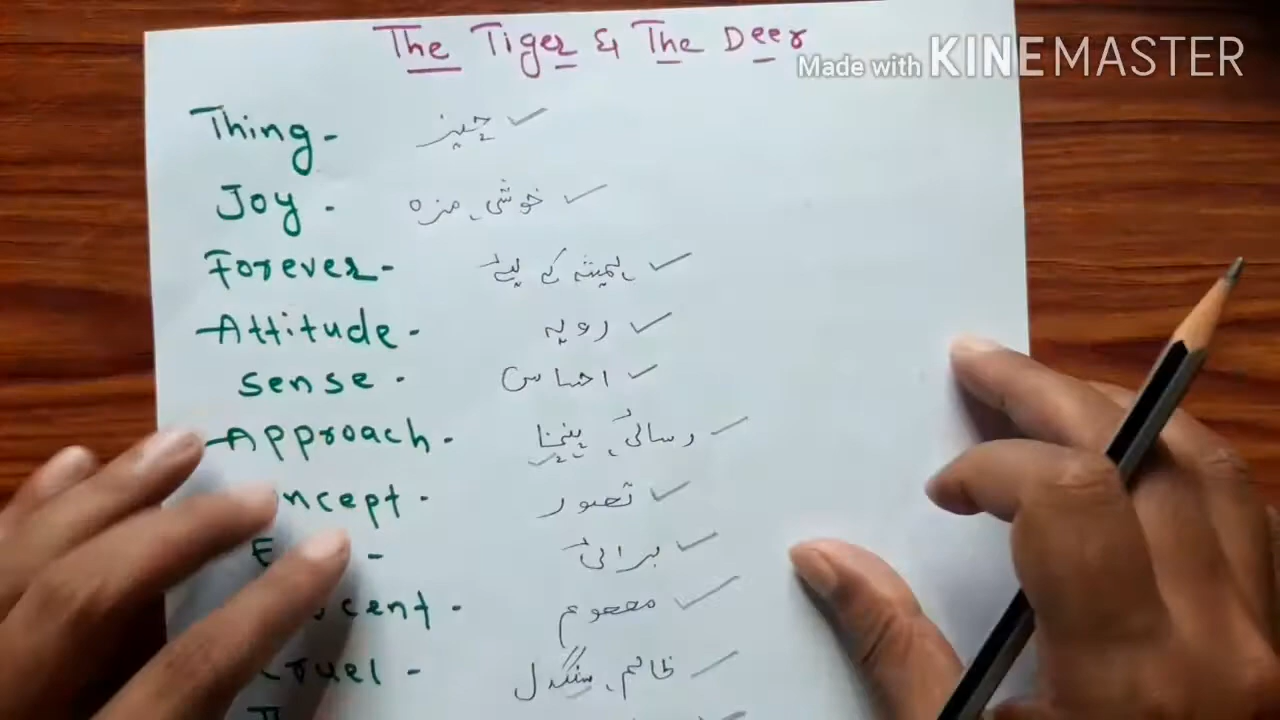 The Tiger & The Deer
Made with KINEMASTER
Thing - چیز
Joy - خوشی، مزہ
Forever - ہمیشہ کے لیے
Attitude - رویہ
Sense - احساس
Approach - رسائی، پہنچنا
ncept - تصور
E - برائی
cent - معصوم
Cruel - ظالم، سنگدل